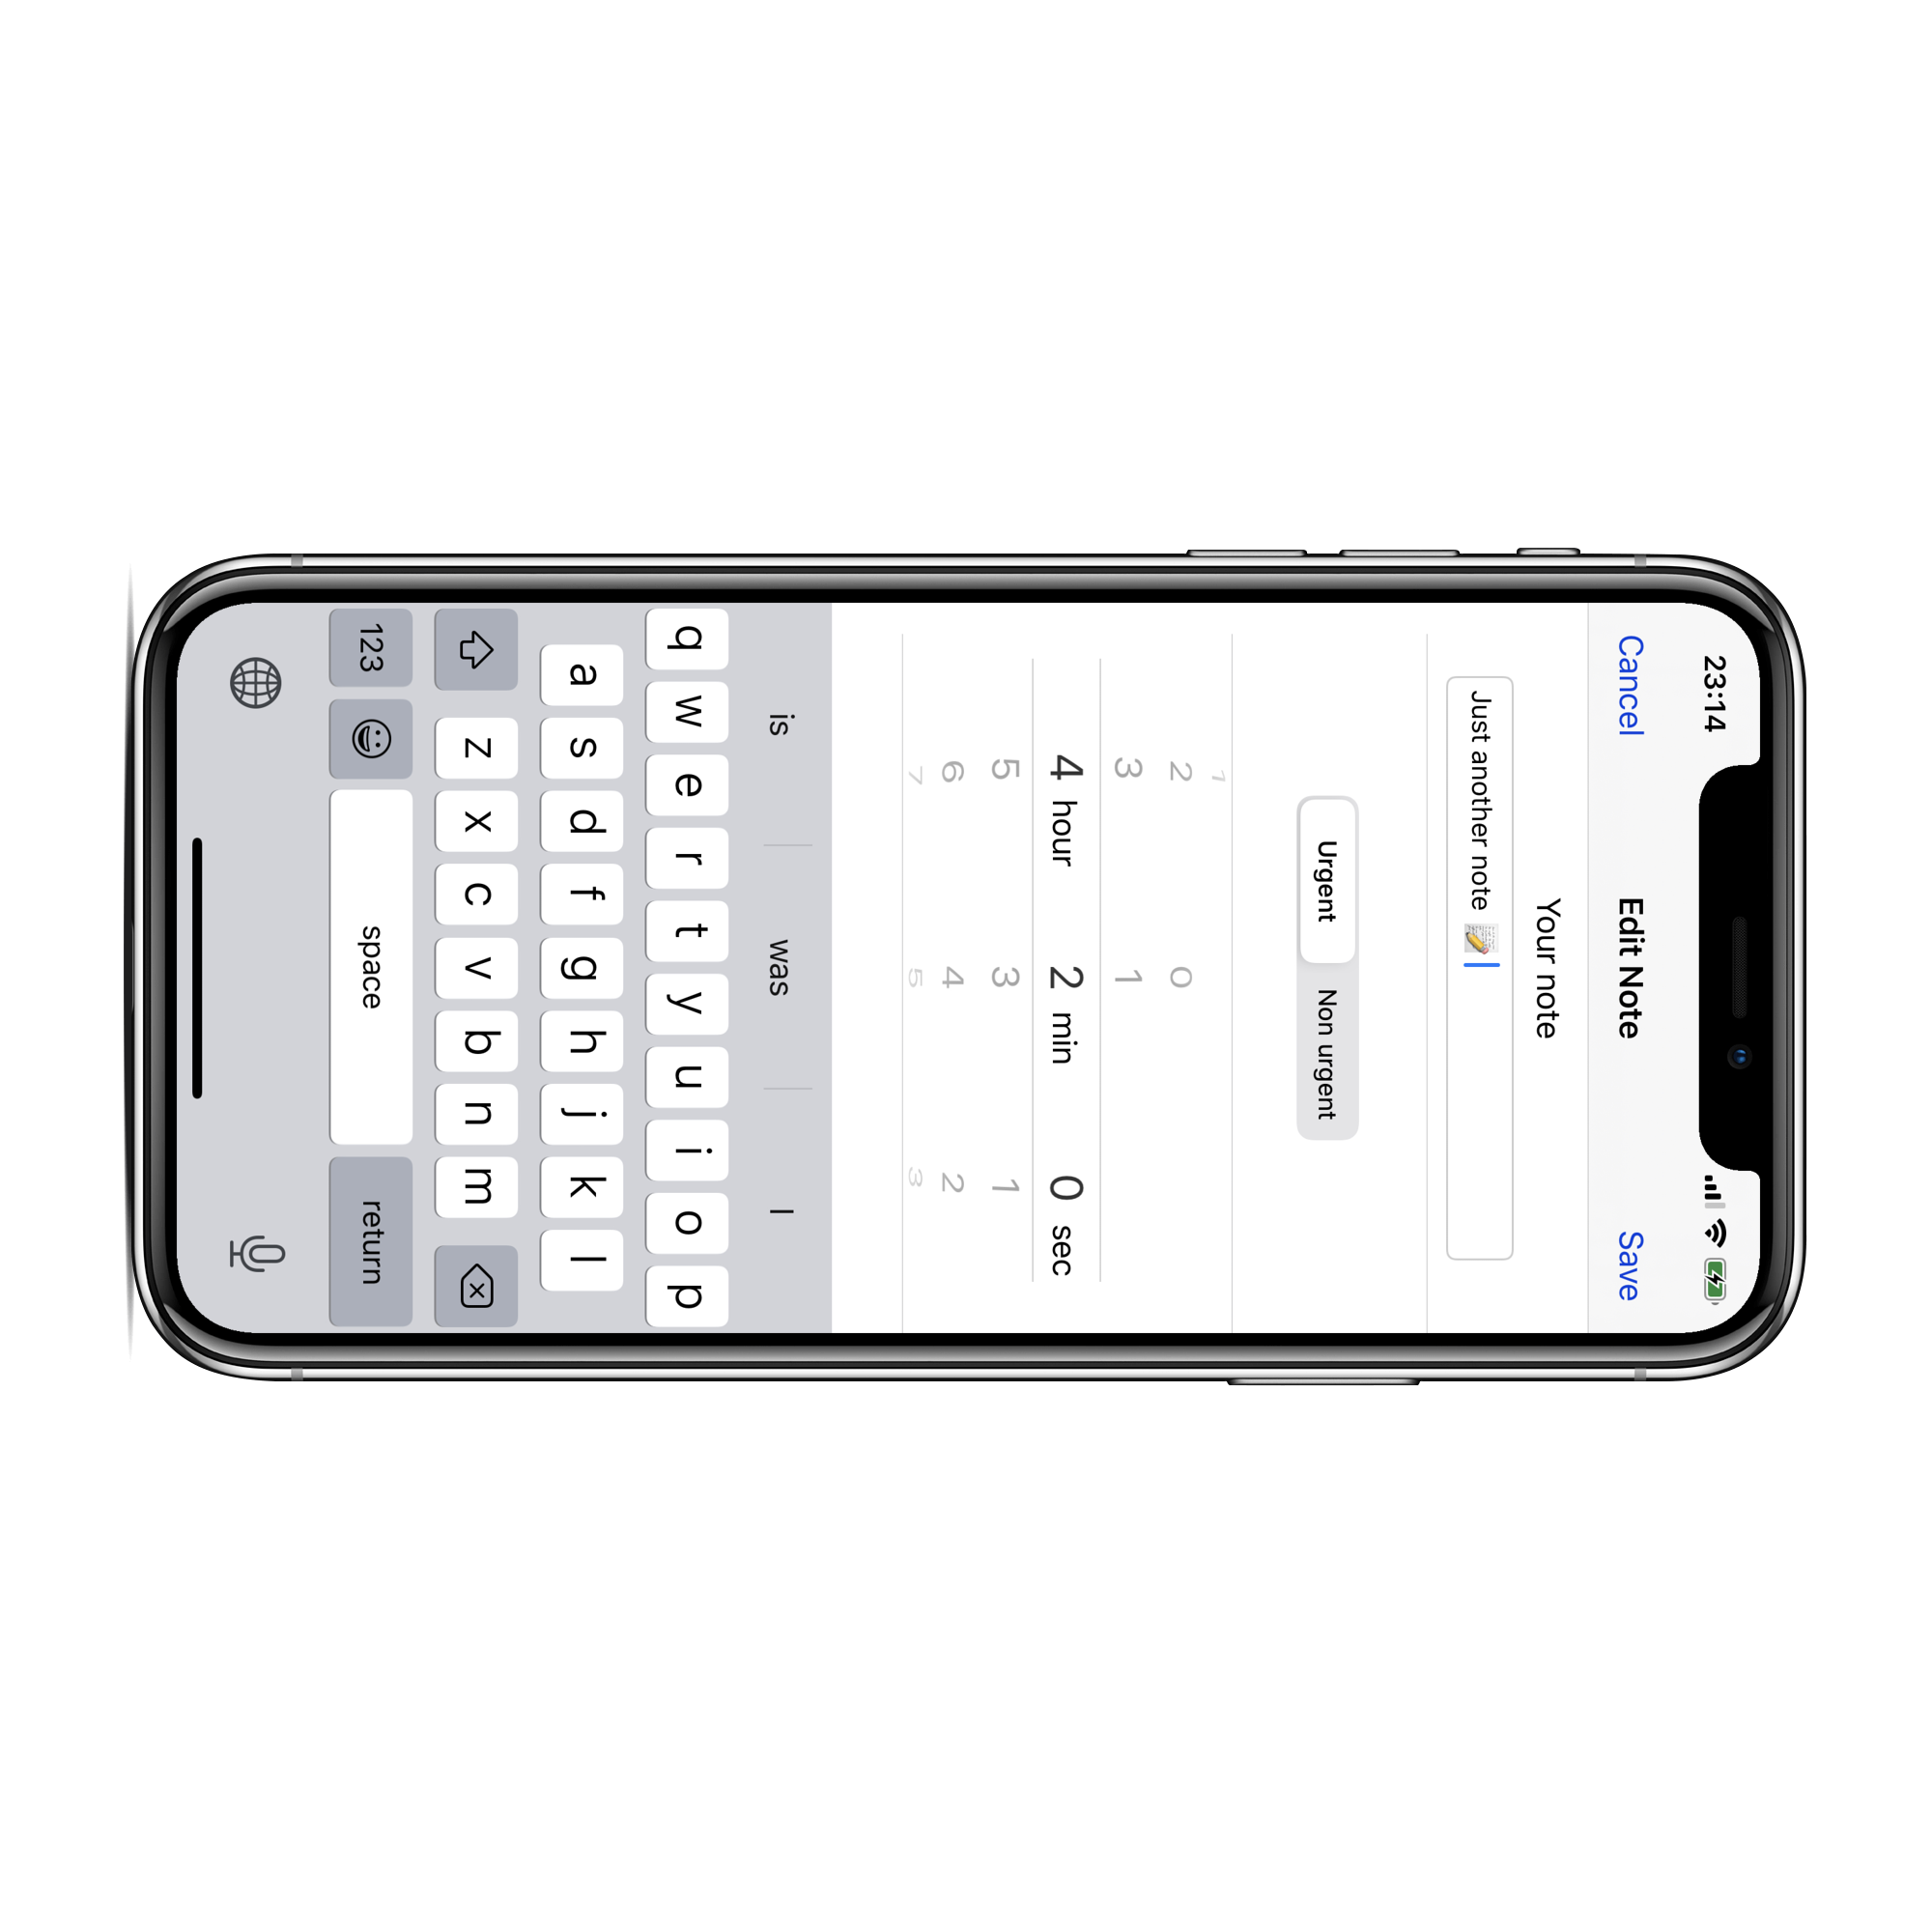 23:14
Cancel Edit Note Save
Your note
Just another note 📝
Urgent Non urgent
1
2 0
3 1
4 hour 2 min 0 sec
5 3 1
6 4 2
7 5 3
is was I
q w e r t y u i o p
a s d f g h j k l
z x c v b n m
123 space return